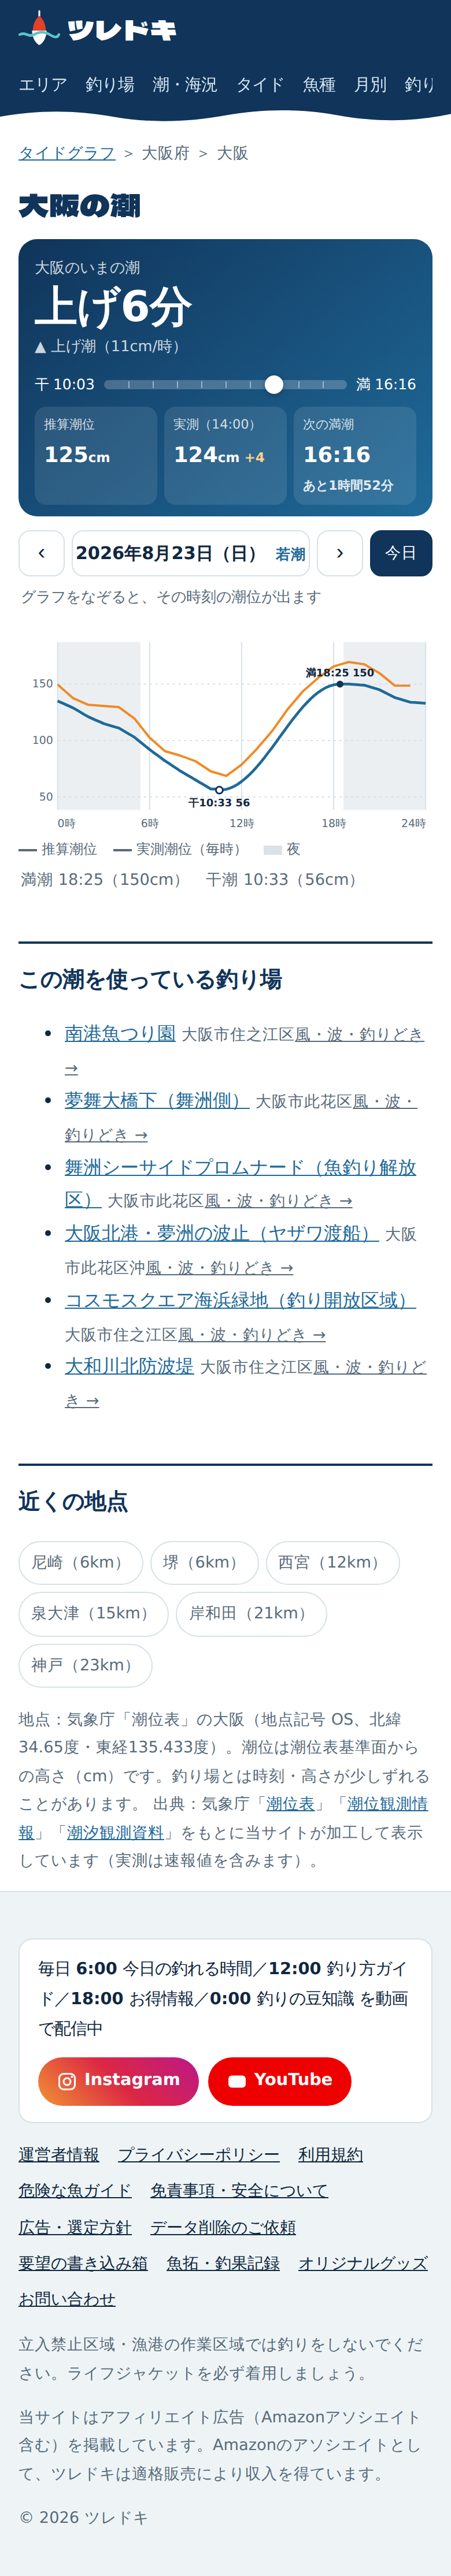 ツレドキ
エリア 釣り場 潮・海況 タイド 魚種 月別 釣り
タイドグラフ ＞ 大阪府 ＞ 大阪
大阪の潮
大阪のいまの潮
上げ6分
▲ 上げ潮（11cm/時）
干 10:03 満 16:16
推算潮位 実測（14:00） 次の満潮
125cm 124cm +4 16:16
あと1時間52分
‹ 2026年8月23日（日） 若潮 › 今日
グラフをなぞると、その時刻の潮位が出ます
満18:25 150
150
100
50
干10:33 56
0時 6時 12時 18時 24時
推算潮位 実測潮位（毎時） 夜
満潮 18:25（150cm） 干潮 10:33（56cm）
この潮を使っている釣り場
• 南港魚つり園 大阪市住之江区風・波・釣りどき
→
• 夢舞大橋下（舞洲側） 大阪市此花区風・波・
釣りどき →
• 舞洲シーサイドプロムナード（魚釣り解放
区） 大阪市此花区風・波・釣りどき →
• 大阪北港・夢洲の波止（ヤザワ渡船） 大阪
市此花区沖風・波・釣りどき →
• コスモスクエア海浜緑地（釣り開放区域）
大阪市住之江区風・波・釣りどき →
• 大和川北防波堤 大阪市住之江区風・波・釣りど
き →
近くの地点
尼崎（6km） 堺（6km） 西宮（12km）
泉大津（15km） 岸和田（21km）
神戸（23km）
地点：気象庁「潮位表」の大阪（地点記号 OS、北緯
34.65度・東経135.433度）。潮位は潮位表基準面から
の高さ（cm）です。釣り場とは時刻・高さが少しずれる
ことがあります。 出典：気象庁「潮位表」「潮位観測情
報」「潮汐観測資料」をもとに当サイトが加工して表示
しています（実測は速報値を含みます）。
毎日 6:00 今日の釣れる時間／12:00 釣り方ガイ
ド／18:00 お得情報／0:00 釣りの豆知識 を動画
で配信中
Instagram YouTube
運営者情報 プライバシーポリシー 利用規約
危険な魚ガイド 免責事項・安全について
広告・選定方針 データ削除のご依頼
要望の書き込み箱 魚拓・釣果記録 オリジナルグッズ
お問い合わせ
立入禁止区域・漁港の作業区域では釣りをしないでくだ
さい。ライフジャケットを必ず着用しましょう。
当サイトはアフィリエイト広告（Amazonアソシエイト
含む）を掲載しています。Amazonのアソシエイトとし
て、ツレドキは適格販売により収入を得ています。
© 2026 ツレドキ